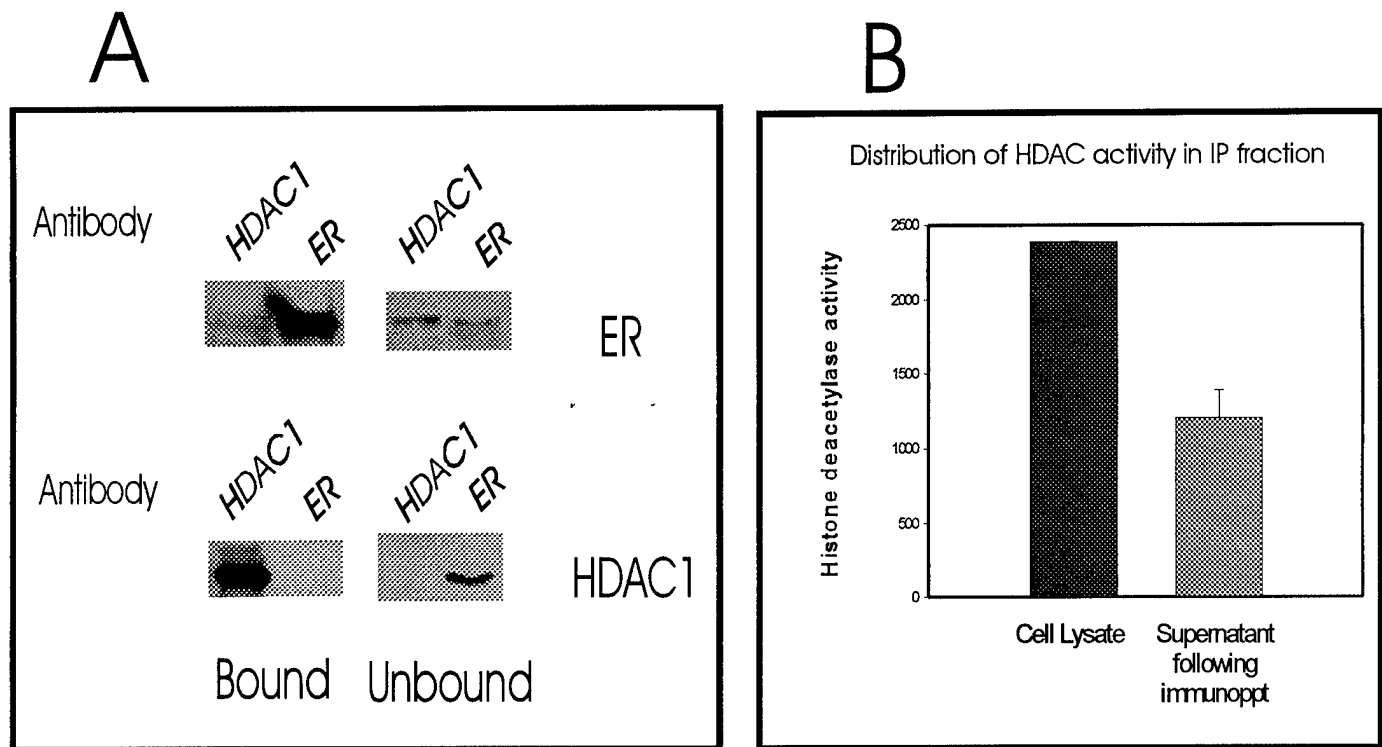 A
Antibody
HDAC1
ER
HDAC1
ER
ER
Antibody
HDAC1
ER
HDAC1
ER
HDAC1
Bound
Unbound
B
Distribution of HDAC activity in IP fraction
Histone deacetylase activity
2500
2000
1500
1000
500
0
Cell Lysate
Supernatant
following
immunoppt